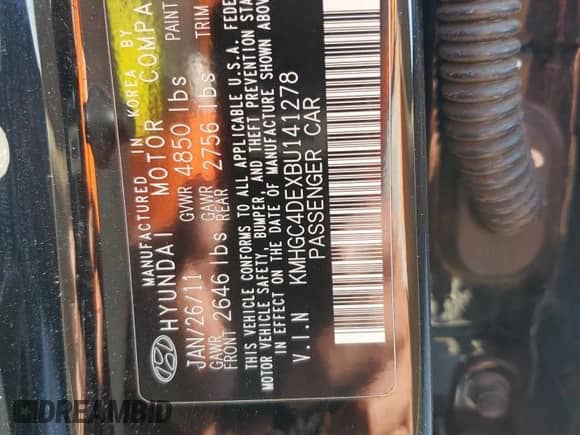 MANUFACTURED IN KOREA BY
HYUNDAI MOTOR COMPA
JAN/26/11 GVWR 4850 lbs PAINT
GAWR FRONT 2646 lbs GAWR REAR 2756 lbs TRIM
THIS VEHICLE CONFORMS TO ALL APPLICABLE U.S.A. FEDE
MOTOR VEHICLE SAFETY, BUMPER, AND THEFT PREVENTION STA
IN EFFECT ON THE DATE OF MANUFACTURE SHOWN ABOVE
V.I.N KMHGC4DEXBU141278
PASSENGER CAR
DREAMBID